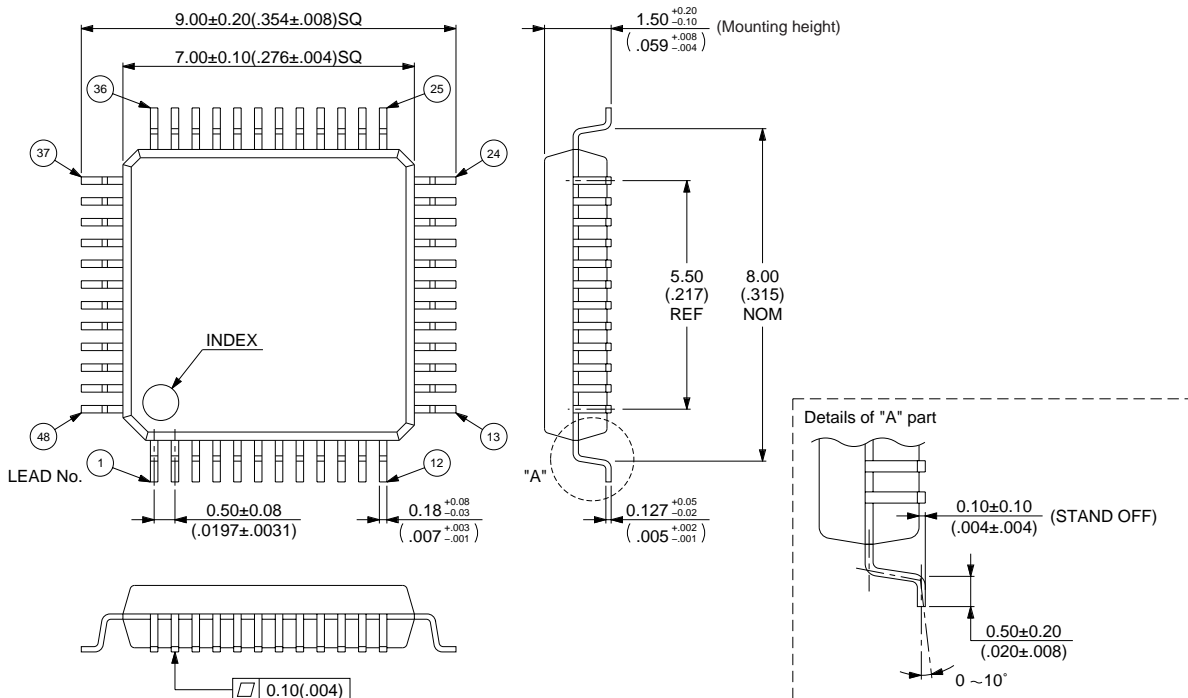 9.00±0.20(.354±.008)SQ
7.00±0.10(.276±.004)SQ
1.50 +0.20 -0.10 (Mounting height)
(.059 +.008 -.004)
36
25
37
24
5.50
(.217)
REF
8.00
(.315)
NOM
INDEX
48
13
LEAD No.
1
12
"A"
0.50±0.08
(.0197±.0031)
0.18 +0.08 -0.03
(.007 +.003 -.001)
0.127 +0.05 -0.02
(.005 +.002 -.001)
0.10(.004)
Details of "A" part
0.10±0.10
(.004±.004)
(STAND OFF)
0.50±0.20
(.020±.008)
0 ~10°